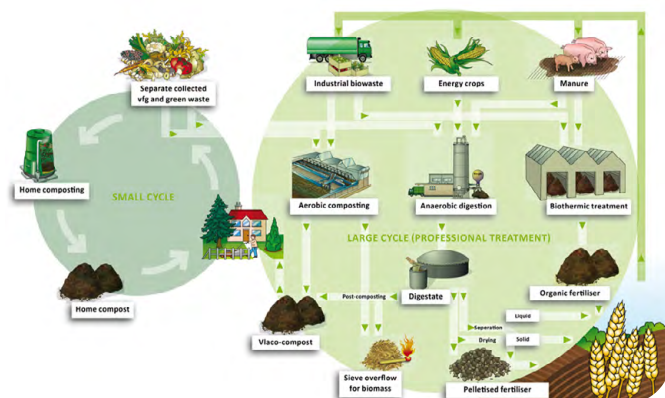 Separate collected
vfg and green waste
Industrial biowaste
Energy crops
Manure
Home composting
SMALL CYCLE
Aerobic composting
Anaerobic digestion
Biothermic treatment
LARGE CYCLE (PROFESSIONAL TREATMENT)
Home compost
Post-composting
Digestate
Organic fertiliser
Vlaco-compost
Separation
Liquid
Drying
Solid
Sieve overflow
for biomass
Pelletised fertiliser